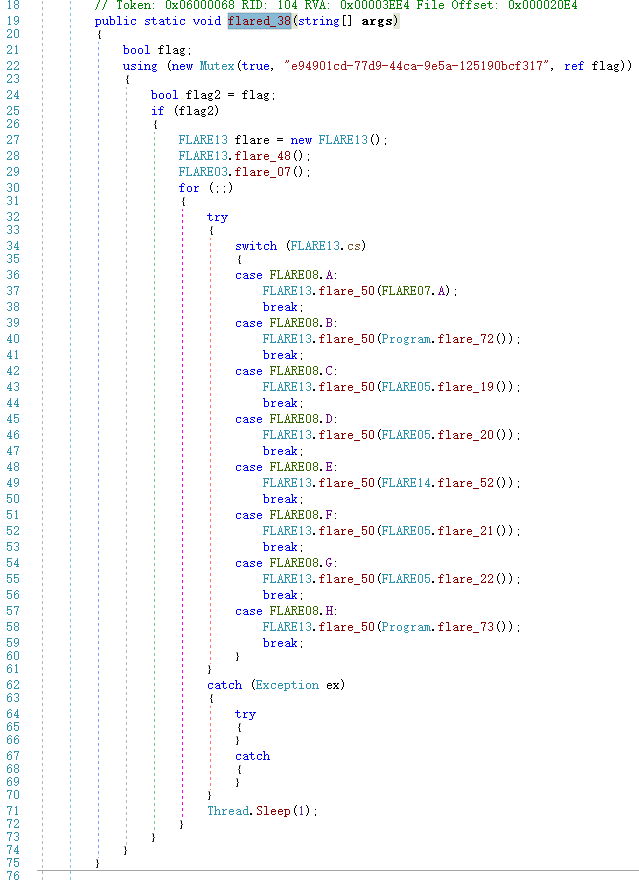 18 // Token: 0x06000068 RID: 104 RVA: 0x00003EE4 File Offset: 0x000020E4
19 public static void flared_38(string[] args)
20 {
21 bool flag;
22 using (new Mutex(true, "e94901cd-77d9-44ca-9e5a-125190bcf317", ref flag))
23 {
24 bool flag2 = flag;
25 if (flag2)
26 {
27 FLARE13 flare = new FLARE13();
28 FLARE13.flare_48();
29 FLARE03.flare_07();
30 for (;;)
31 {
32 try
33 {
34 switch (FLARE13.cs)
35 {
36 case FLARE08.A:
37 FLARE13.flare_50(FLARE07.A);
38 break;
39 case FLARE08.B:
40 FLARE13.flare_50(Program.flare_72());
41 break;
42 case FLARE08.C:
43 FLARE13.flare_50(FLARE05.flare_19());
44 break;
45 case FLARE08.D:
46 FLARE13.flare_50(FLARE05.flare_20());
47 break;
48 case FLARE08.E:
49 FLARE13.flare_50(FLARE14.flare_52());
50 break;
51 case FLARE08.F:
52 FLARE13.flare_50(FLARE05.flare_21());
53 break;
54 case FLARE08.G:
55 FLARE13.flare_50(FLARE05.flare_22());
56 break;
57 case FLARE08.H:
58 FLARE13.flare_50(Program.flare_73());
59 break;
60 }
61 }
62 catch (Exception ex)
63 {
64 try
65 {
66 }
67 catch
68 {
69 }
70 }
71 Thread.Sleep(1);
72 }
73 }
74 }
75 }
76